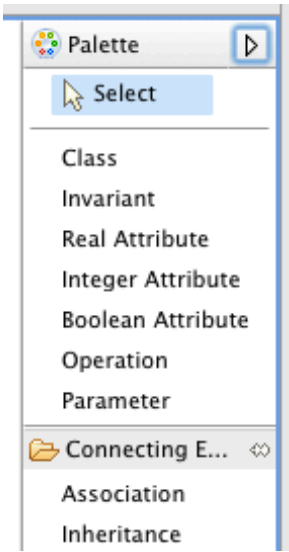 Palette
Select
Class
Invariant
Real Attribute
Integer Attribute
Boolean Attribute
Operation
Parameter
Connecting E...
Association
Inheritance